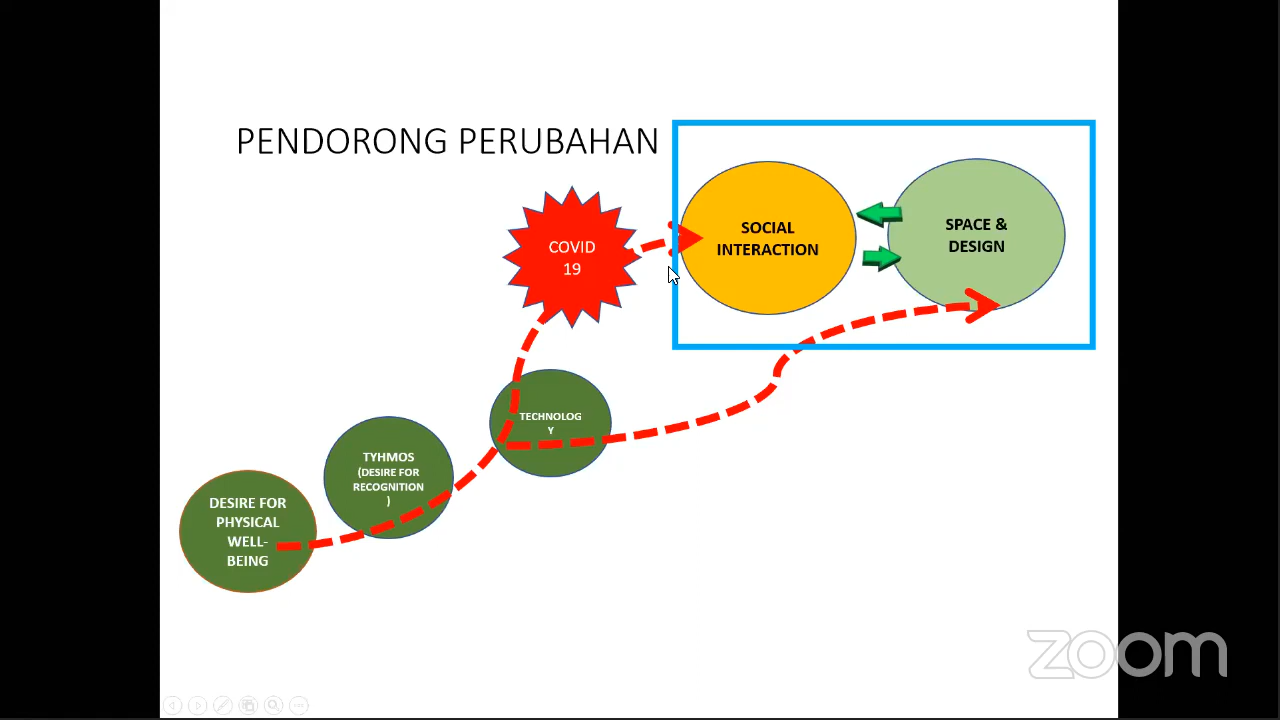 PENDORONG PERUBAHAN
COVID
19
SOCIAL
INTERACTION
SPACE &
DESIGN
TECHNOLOG
Y
TYHMOS
(DESIRE FOR
RECOGNITION
)
DESIRE FOR
PHYSICAL
WELL-
BEING
zoom